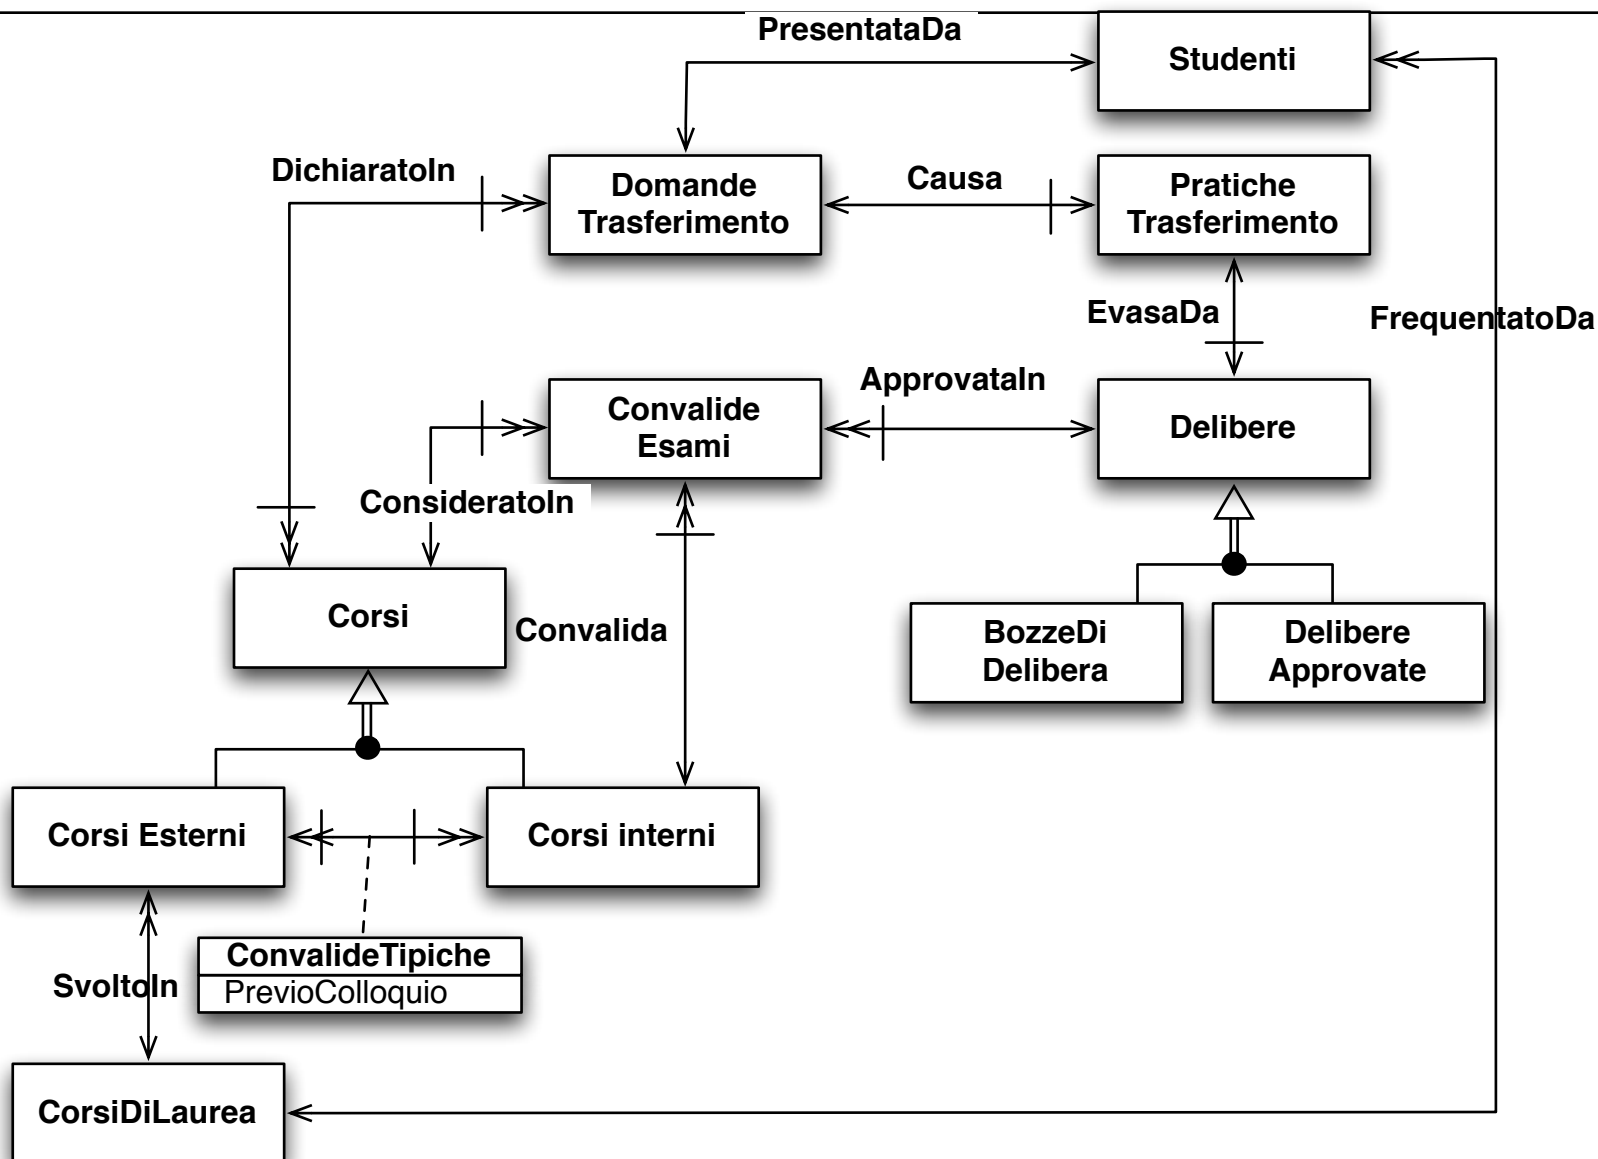 PresentataDa
Studenti
DichiaratoIn
Domande
Trasferimento
Causa
Pratiche
Trasferimento
EvasaDa
FrequentatoDa
ApprovataIn
Convalide
Esami
Delibere
ConsideratoIn
Corsi
Convalida
BozzeDi
Delibera
Delibere
Approvate
Corsi Esterni
Corsi interni
ConvalideTipiche
PrevioColloquio
SvoltoIn
CorsiDiLaurea